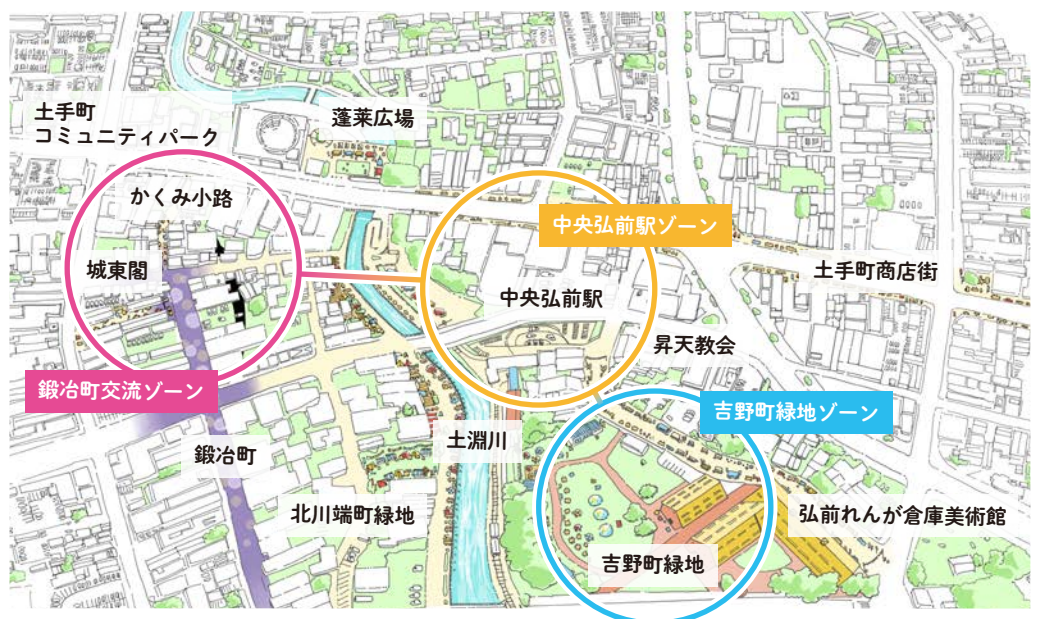 土手町
コミュニティパーク
蓬莱広場
かくみ小路
中央弘前駅ゾーン
城東閣
土手町商店街
中央弘前駅
昇天教会
鍛冶町交流ゾーン
吉野町緑地ゾーン
土淵川
鍛冶町
北川端町緑地
弘前れんが倉庫美術館
吉野町緑地